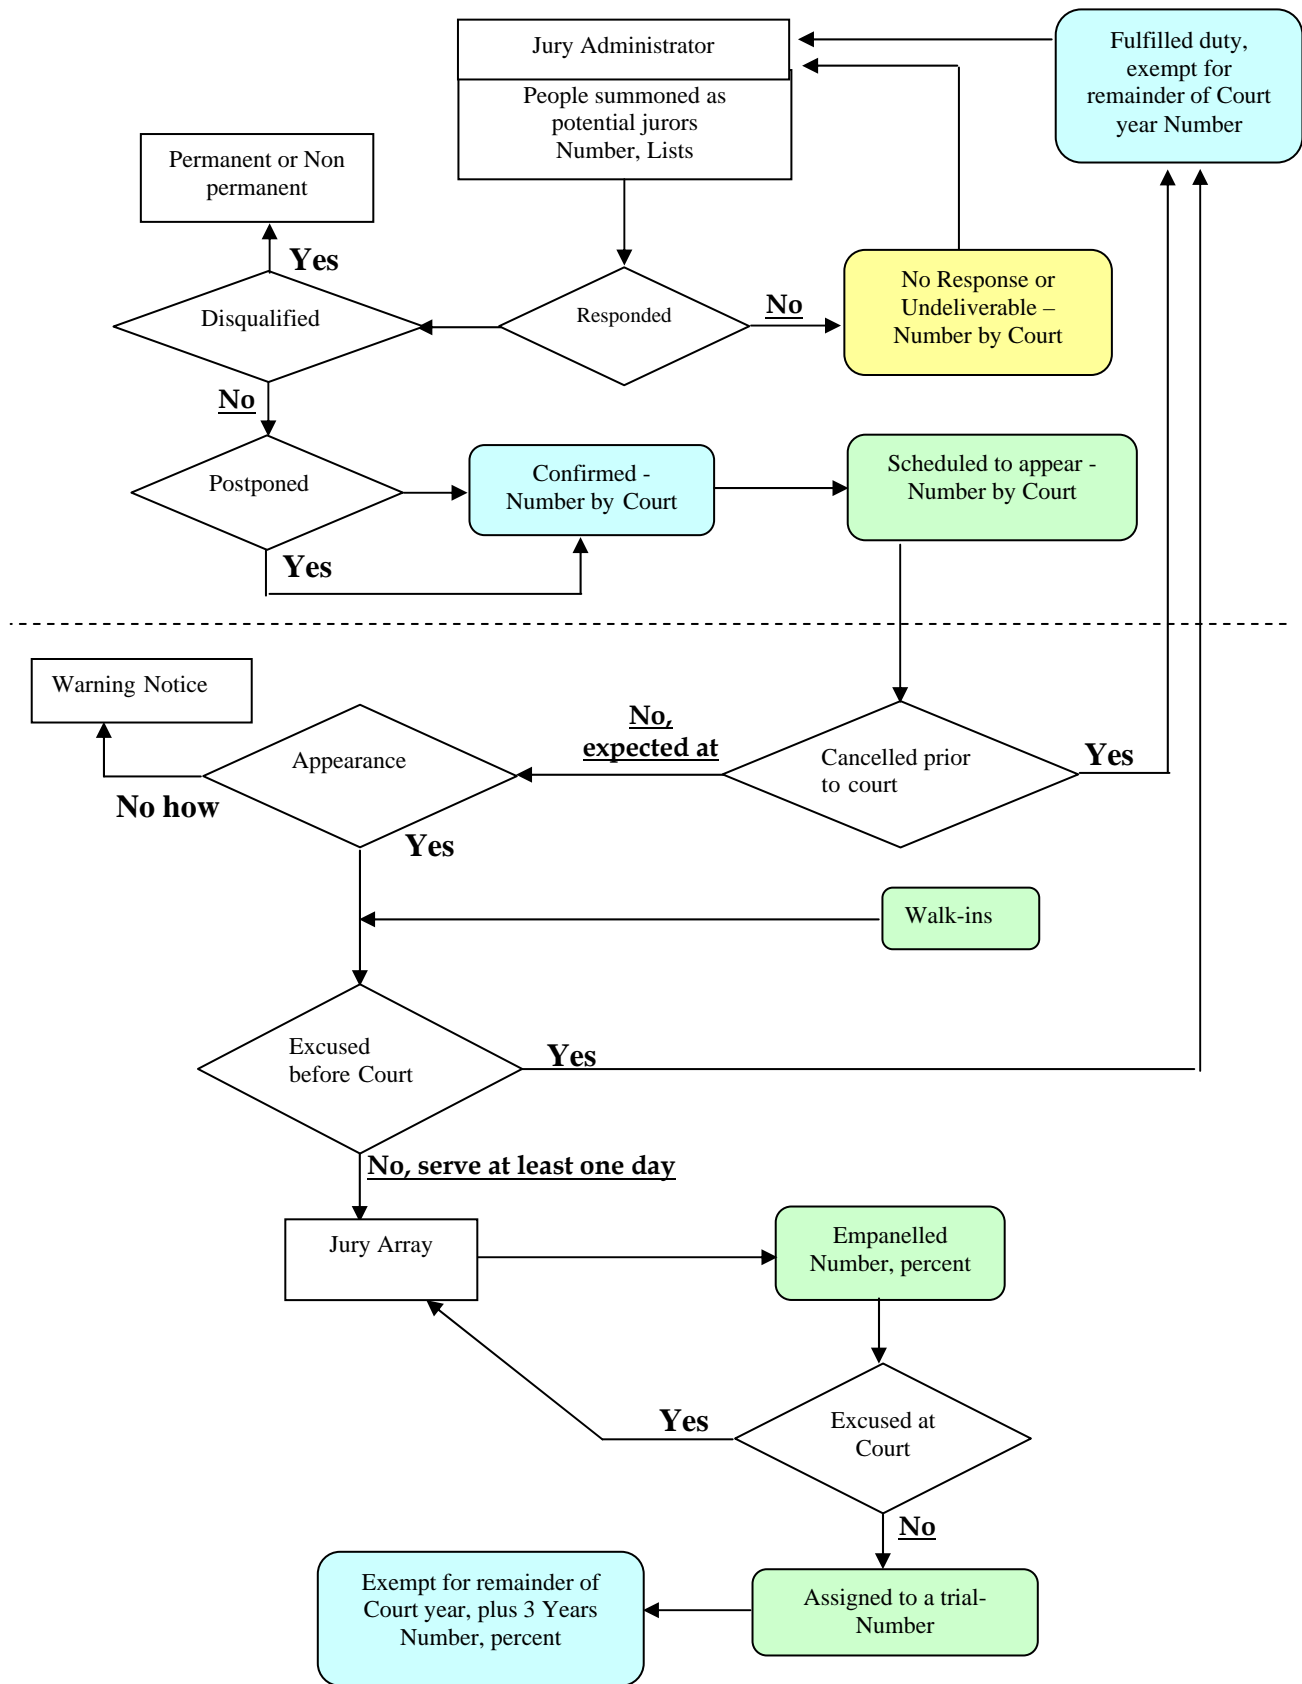 Jury Administrator
People summoned as
potential jurors
Number, Lists
Fulfilled duty,
exempt for
remainder of Court
year Number
Permanent or Non
permanent
Yes
Disqualified
Responded
No
No Response or
Undeliverable –
Number by Court
No
Postponed
Yes
Confirmed -
Number by Court
Scheduled to appear -
Number by Court
Warning Notice
No how
Appearance
Yes
No,
expected at
Cancelled prior
to court
Yes
Walk-ins
Excused
before Court
Yes
No, serve at least one day
Jury Array
Empanelled
Number, percent
Yes
Excused at
Court
No
Exempt for remainder of
Court year, plus 3 Years
Number, percent
Assigned to a trial-
Number